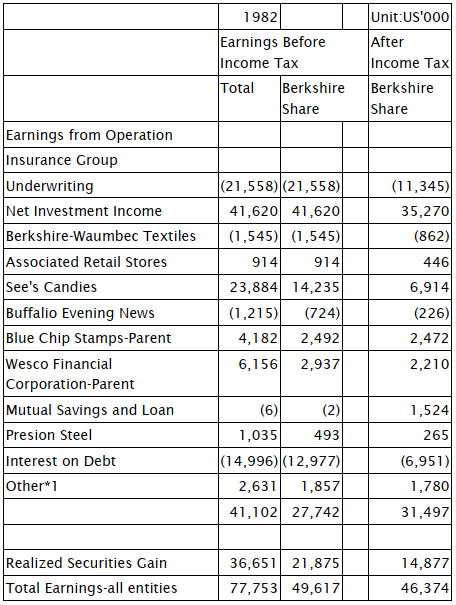 1982 Unit:US'000
Earnings Before After
Income Tax Income Tax
Total Berkshire Berkshire
Share Share
Earnings from Operation
Insurance Group
Underwriting (21,558) (21,558) (11,345)
Net Investment Income 41,620 41,620 35,270
Berkshire-Waumbec Textiles (1,545) (1,545) (862)
Associated Retail Stores 914 914 446
See's Candies 23,884 14,235 6,914
Buffalio Evening News (1,215) (724) (226)
Blue Chip Stamps-Parent 4,182 2,492 2,472
Wesco Financial 6,156 2,937 2,210
Corporation-Parent
Mutual Savings and Loan (6) (2) 1,524
Presion Steel 1,035 493 265
Interest on Debt (14,996) (12,977) (6,951)
Other*1 2,631 1,857 1,780
41,102 27,742 31,497
Realized Securities Gain 36,651 21,875 14,877
Total Earnings-all entities 77,753 49,617 46,374